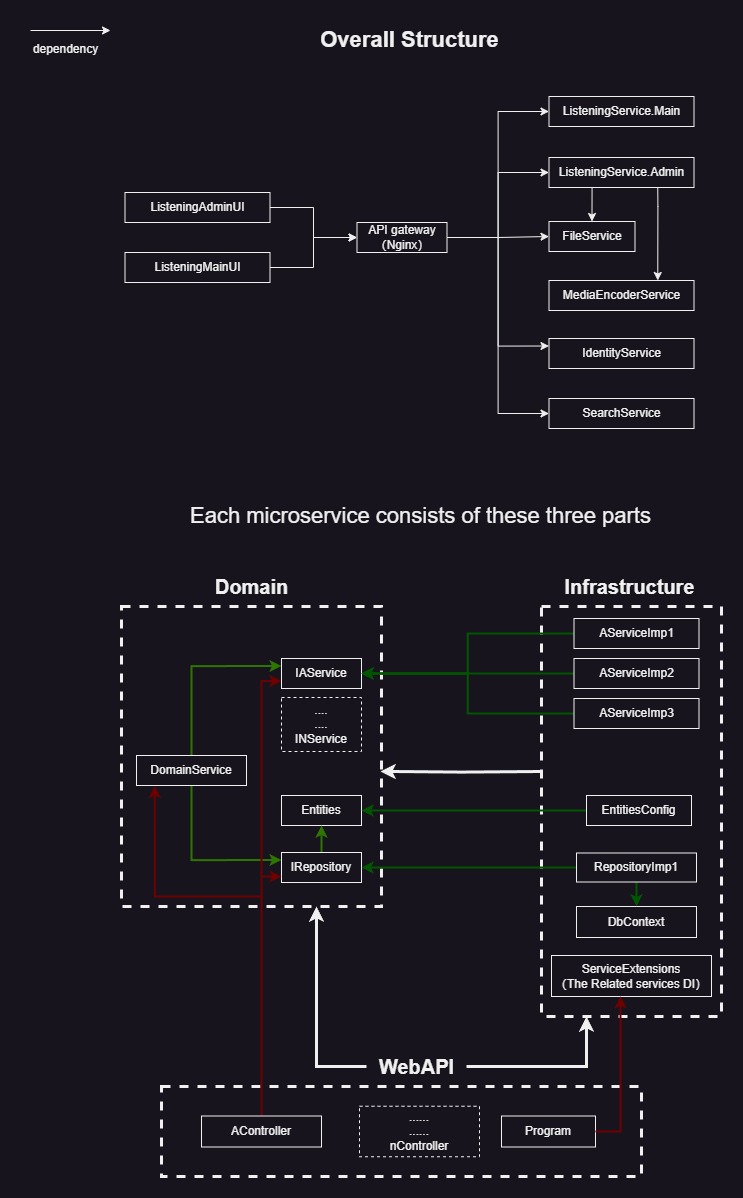 dependency
Overall Structure
ListeningService.Main
ListeningService.Admin
ListeningAdminUI
API gateway
(Nginx)
FileService
ListeningMainUI
MediaEncoderService
IdentityService
SearchService
Each microservice consists of these three parts
Domain
Infrastructure
IAService
....
....
INService
DomainService
Entities
IRepository
AServiceImp1
AServiceImp2
AServiceImp3
EntitiesConfig
RepositoryImp1
DbContext
ServiceExtensions
(The Related services DI)
WebAPI
AController
......
......
nController
Program